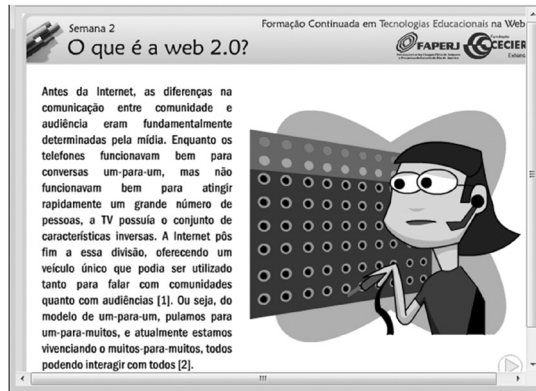 Semana 2
Formação Continuada em Tecnologias Educacionais na Web
O que é a web 2.0?
FAPERJ
CECIER
Antes da Internet, as diferenças na
comunicação entre comunidade e
audiência eram fundamentalmente
determinadas pela mídia. Enquanto os
telefones funcionavam bem para
conversas um-para-um, mas não
funcionavam bem para atingir
rapidamente um grande número de
pessoas, a TV possuía o conjunto de
características inversas. A Internet pôs
fim a essa divisão, oferecendo um
veículo único que podia ser utilizado
tanto para falar com comunidades
quanto com audiências [1]. Ou seja, do
modelo de um-para-um, pulamos para
um-para-muitos, e atualmente estamos
vivenciando o muitos-para-muitos, todos
podendo interagir com todos [2].